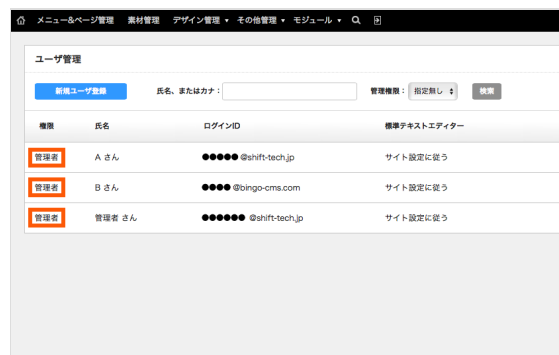 メニュー&ページ管理 素材管理 デザイン管理 ▼ その他管理 ▼ モジュール ▼
ユーザ管理
新規ユーザ登録 氏名、またはカナ: 管理権限: 指定無し 検索
権限 氏名 ログインID 標準テキストエディター
管理者 A さん ●●●●● @shift-tech.jp サイト設定に従う
管理者 B さん ●●●● @bingo-cms.com サイト設定に従う
管理者 管理者 さん ●●●●●● @shift-tech.jp サイト設定に従う